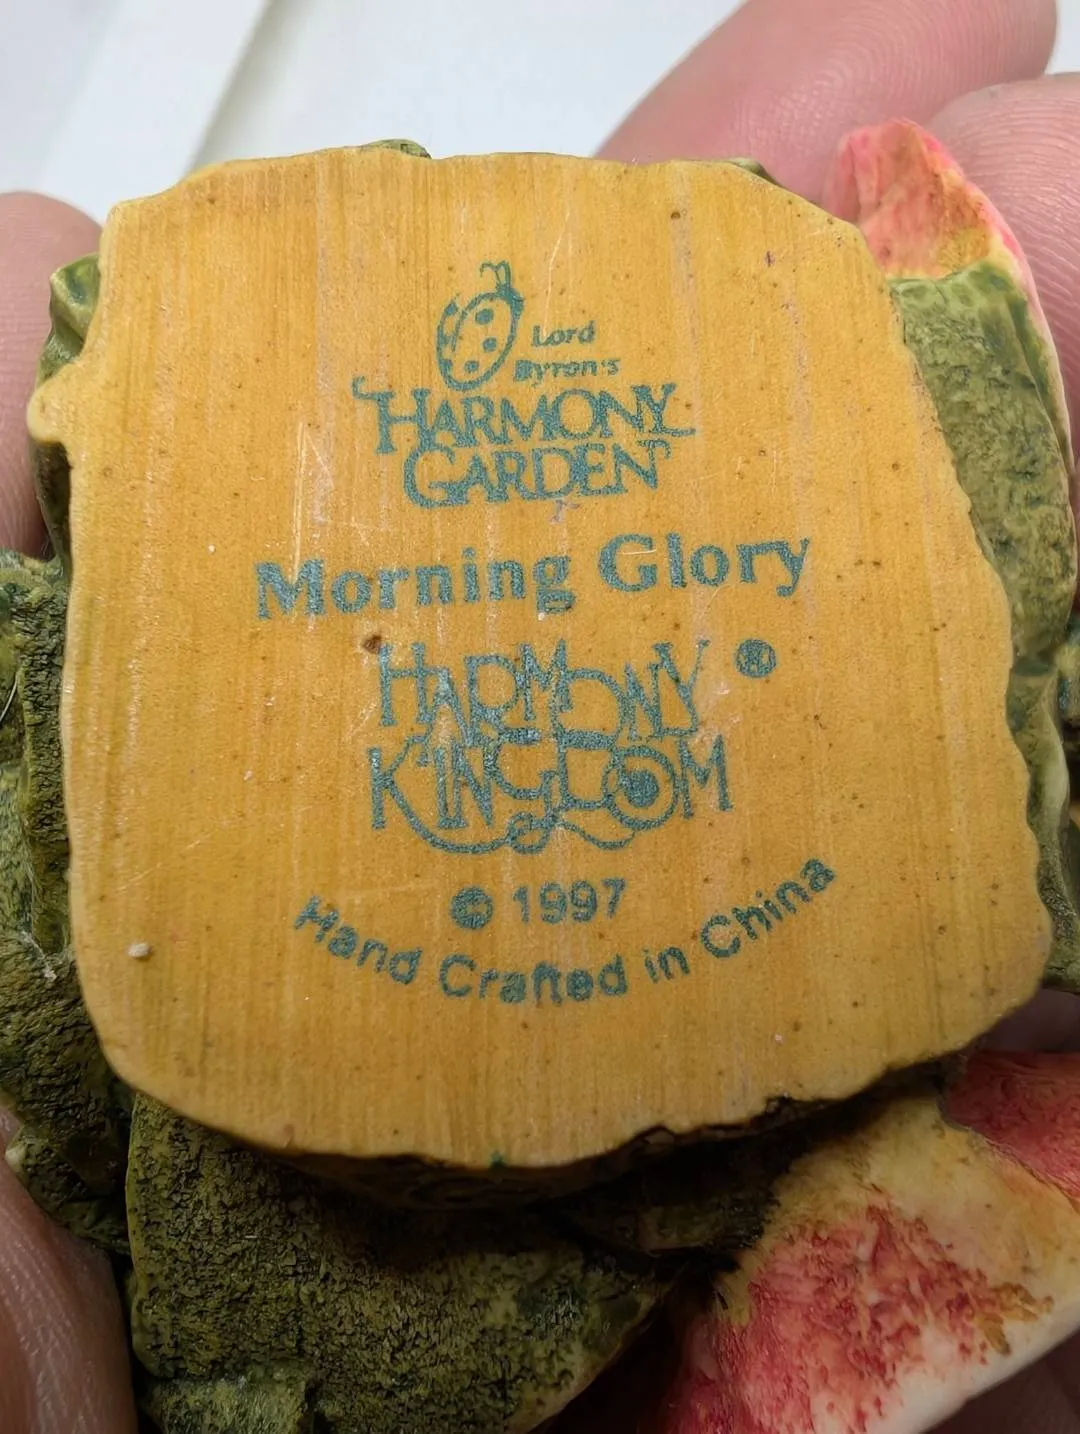 Lord
Byron's
HARMONY
GARDEN
Morning Glory
HARMONY ®
KINGDOM
© 1997
Hand Crafted in China